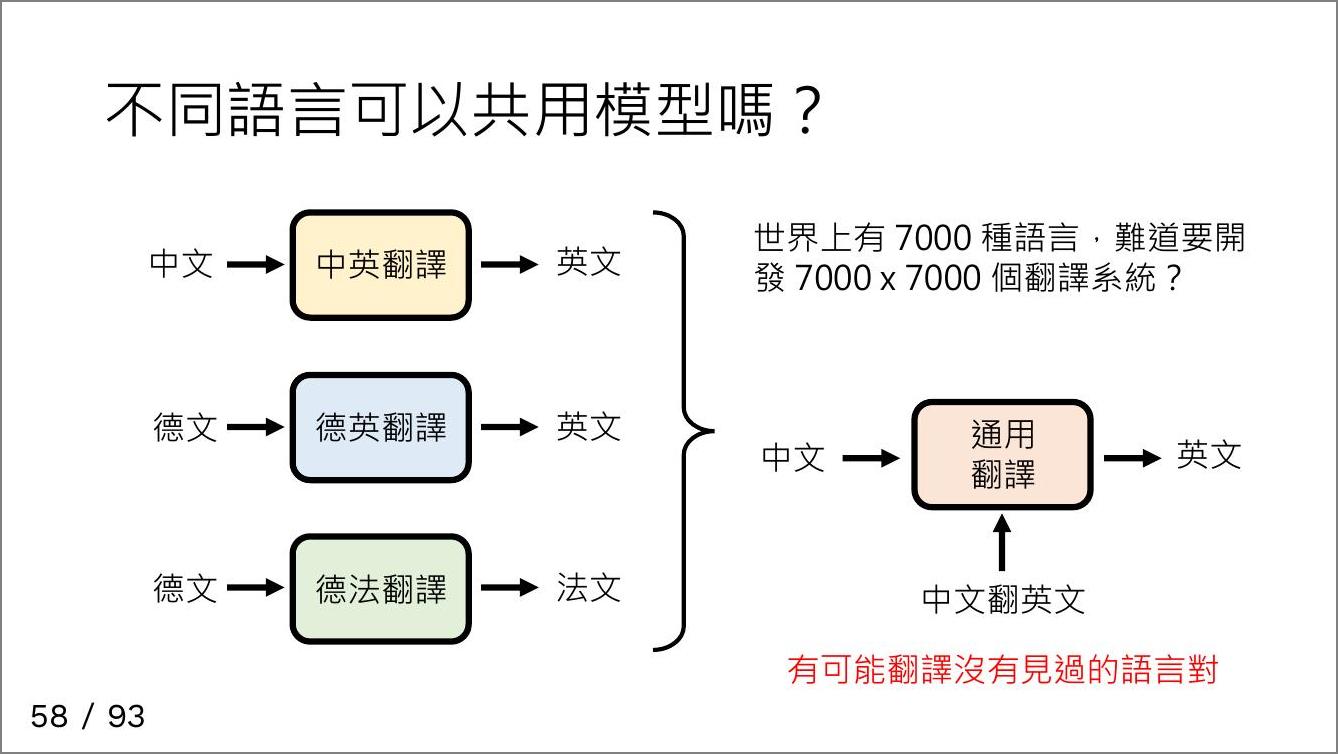 不同語言可以共用模型嗎？
中文
中英翻譯
英文
德文
德英翻譯
英文
德文
德法翻譯
法文
世界上有 7000 種語言，難道要開
發 7000 x 7000 個翻譯系統？
中文
通用
翻譯
英文
中文翻英文
有可能翻譯沒有見過的語言對
58 / 93